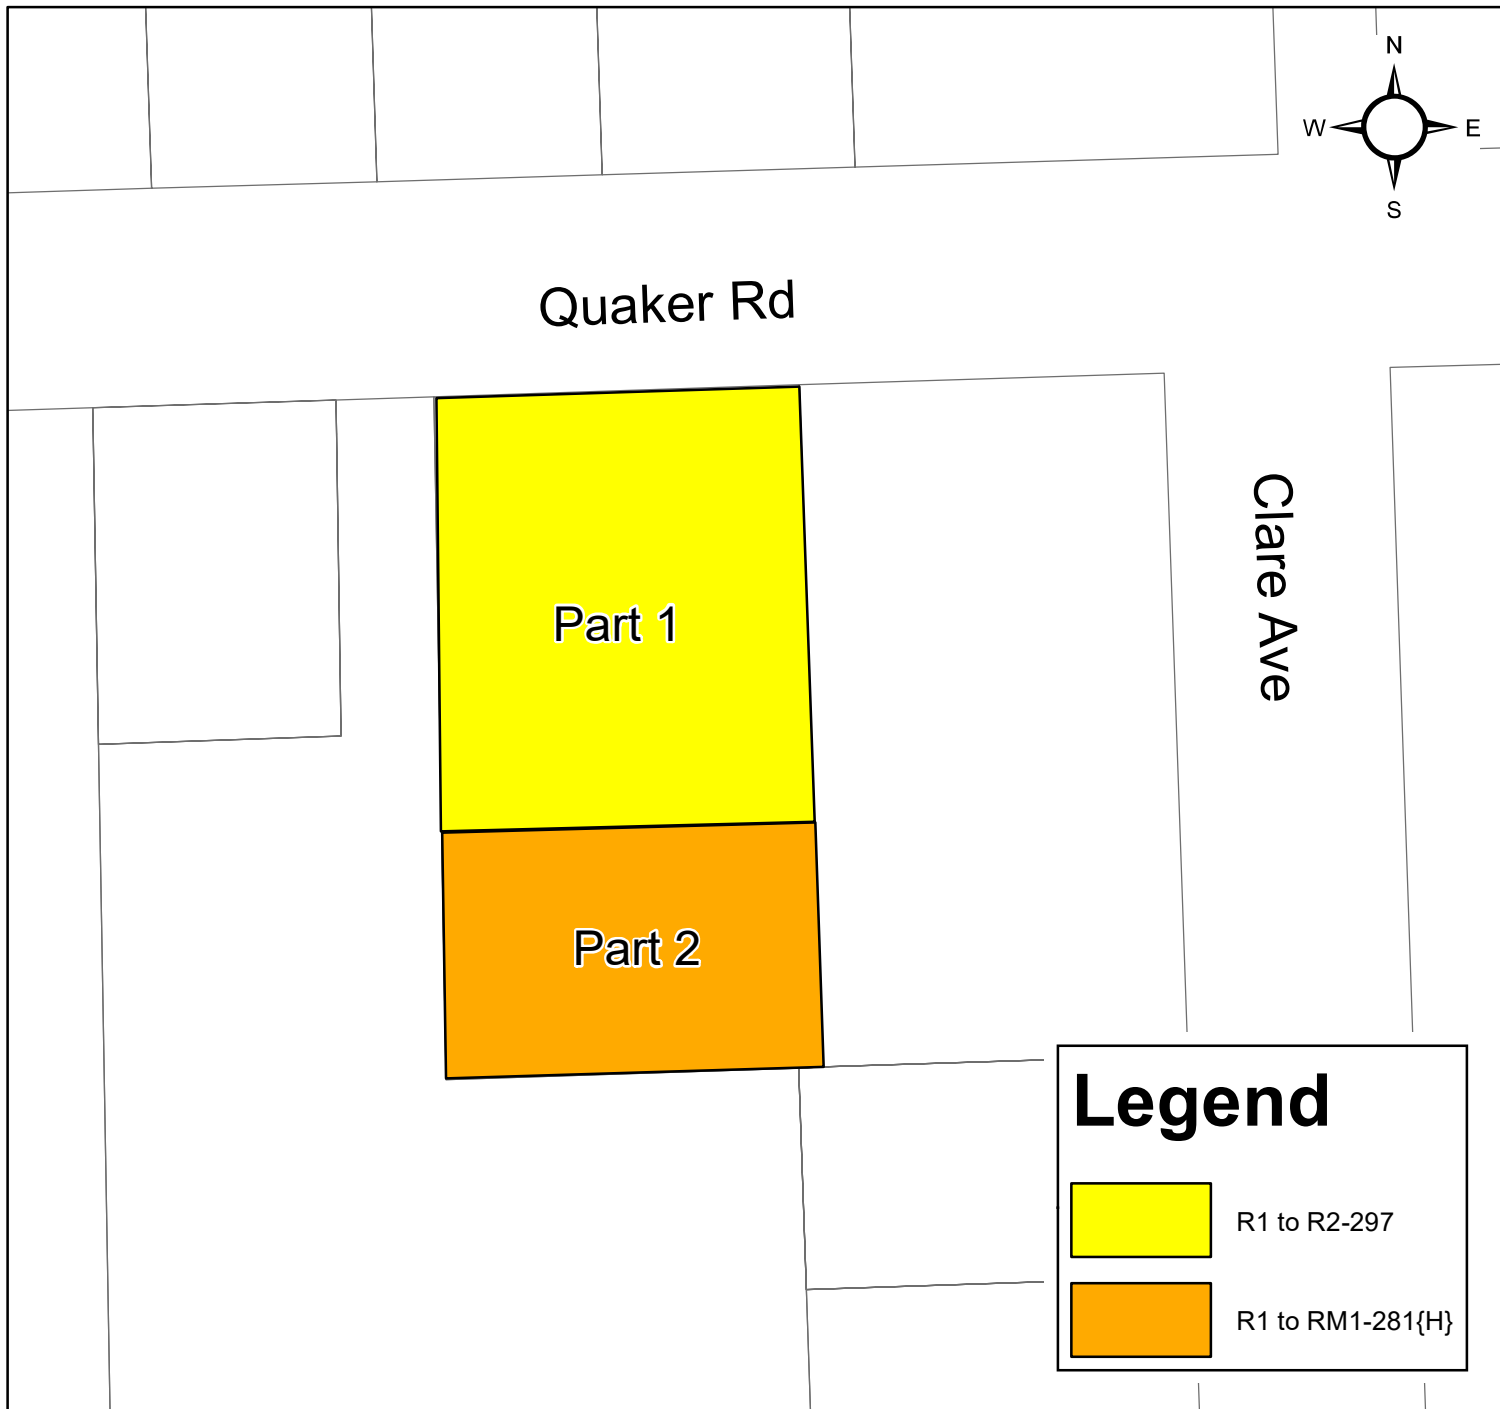 N
W E
S
Quaker Rd
Clare Ave
Part 1
Part 2
Legend
R1 to R2-297
R1 to RM1-281{H}